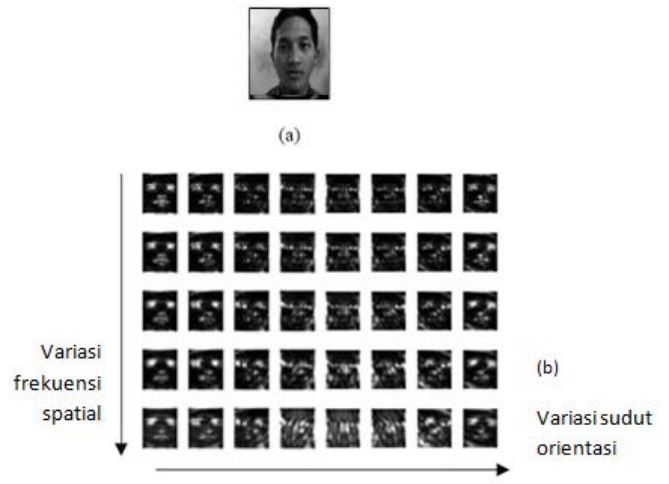 (a)
Variasi
frekuensi
spatial
(b)
Variasi sudut
orientasi